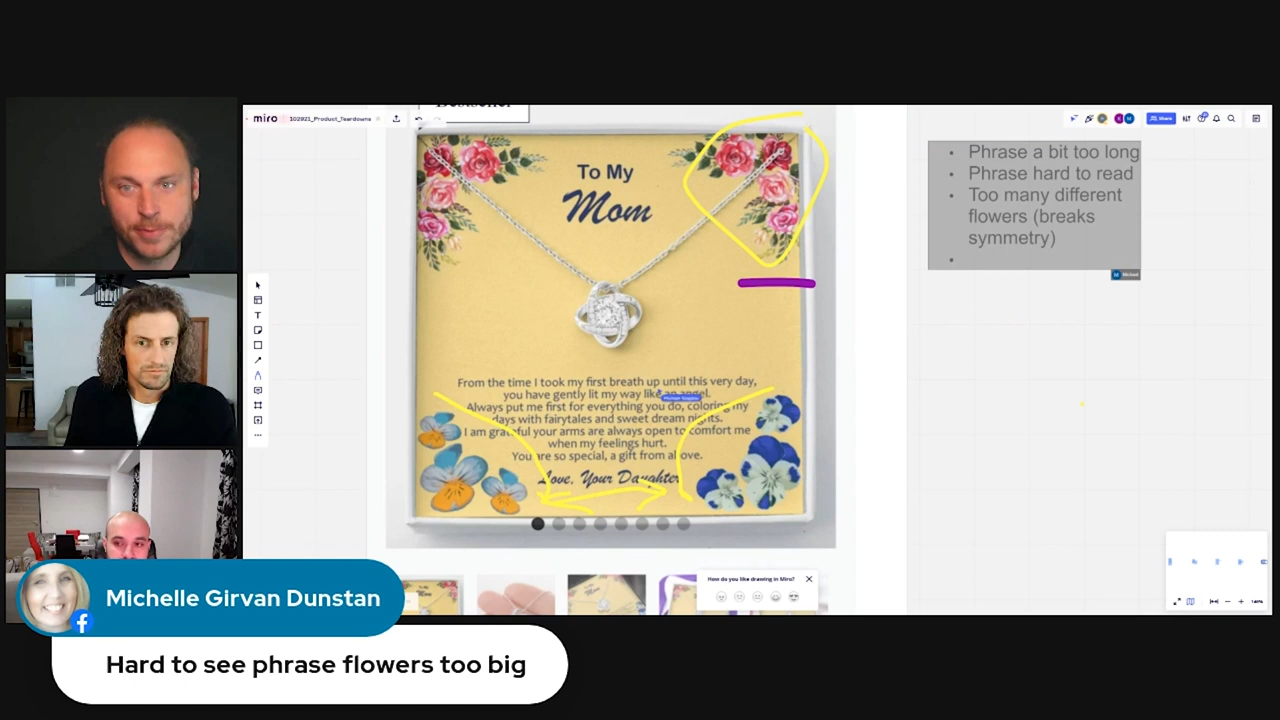 Bestseller
miro
102921_Product_Teardowns
Share
To My
Mom
From the time I took my first breath up until this very day,
you have gently lit my way like an angel.
Always put me first for everything you do, coloring my
days with fairytales and sweet dream nights.
I am grateful your arms are always open to comfort me
when my feelings hurt.
You are so special, a gift from above.
Love, Your Daughter
• Phrase a bit too long
• Phrase hard to read
• Too many different
flowers (breaks
symmetry)
•
Michael
How do you like drawing in Miro?
Michelle Girvan Dunstan
Hard to see phrase flowers too big